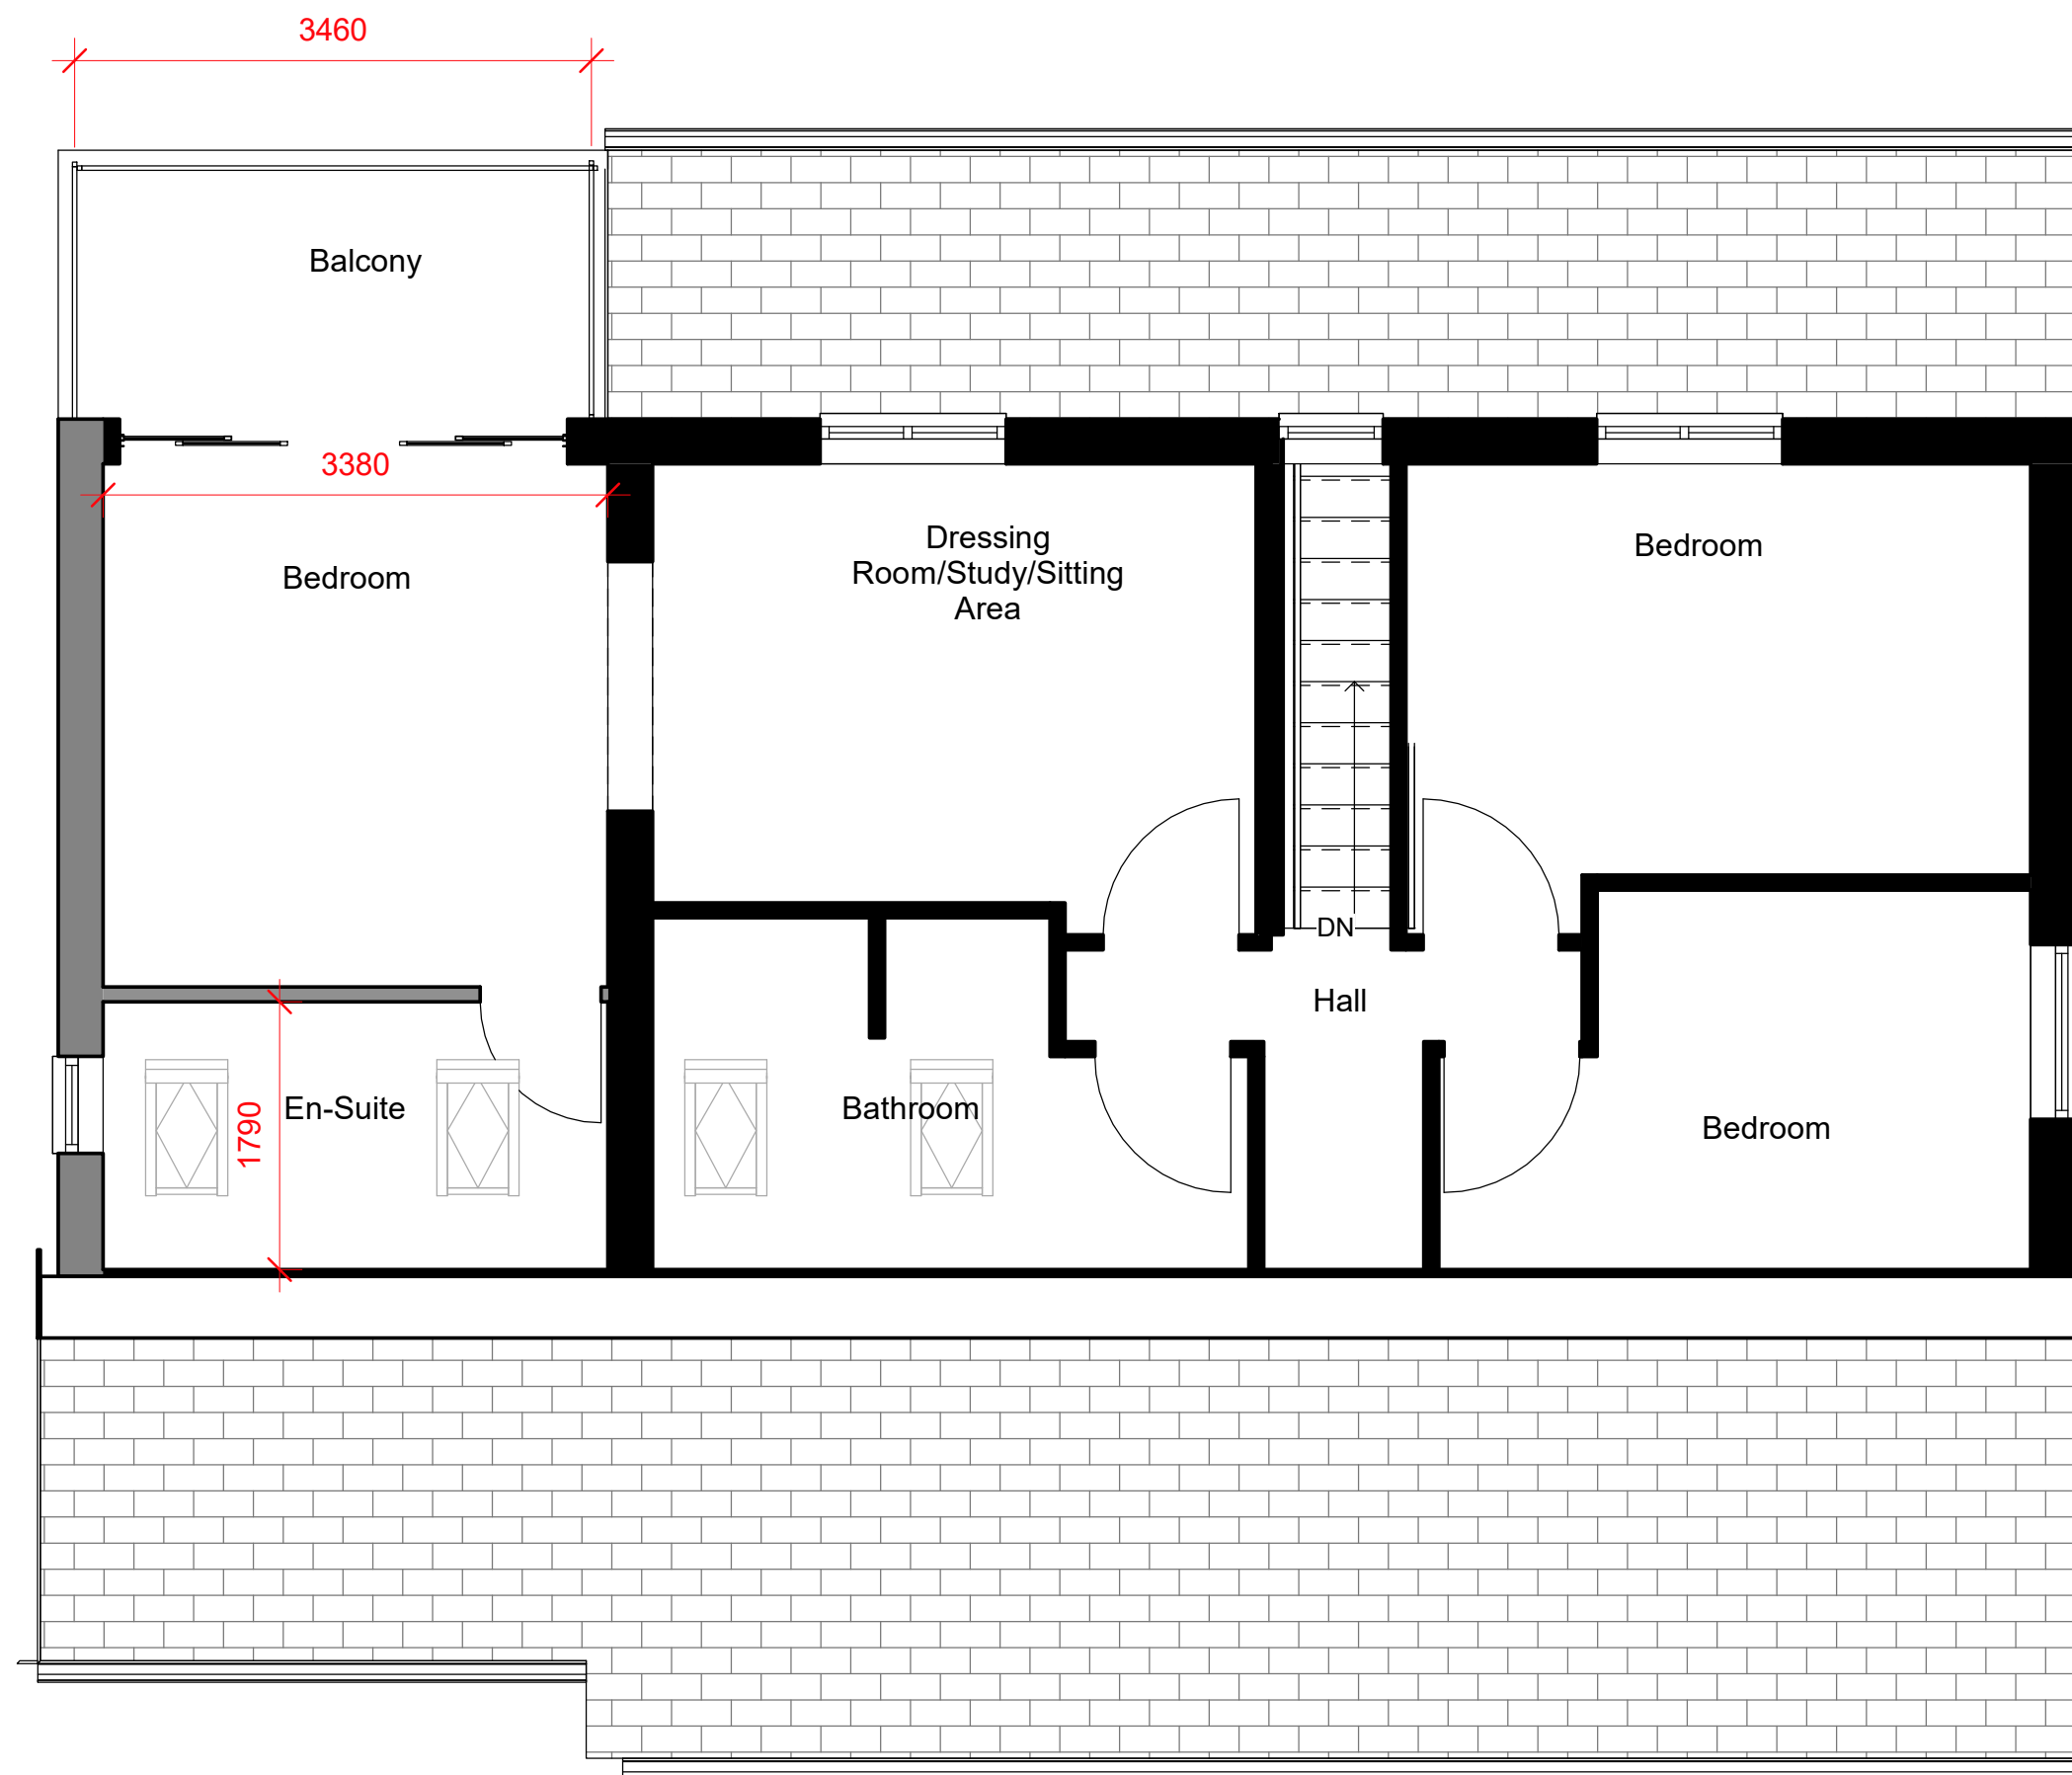 3460
Balcony
3380
Bedroom
Dressing
Room/Study/Sitting
Area
Bedroom
DN
Hall
1790
En-Suite
Bathroom
Bedroom